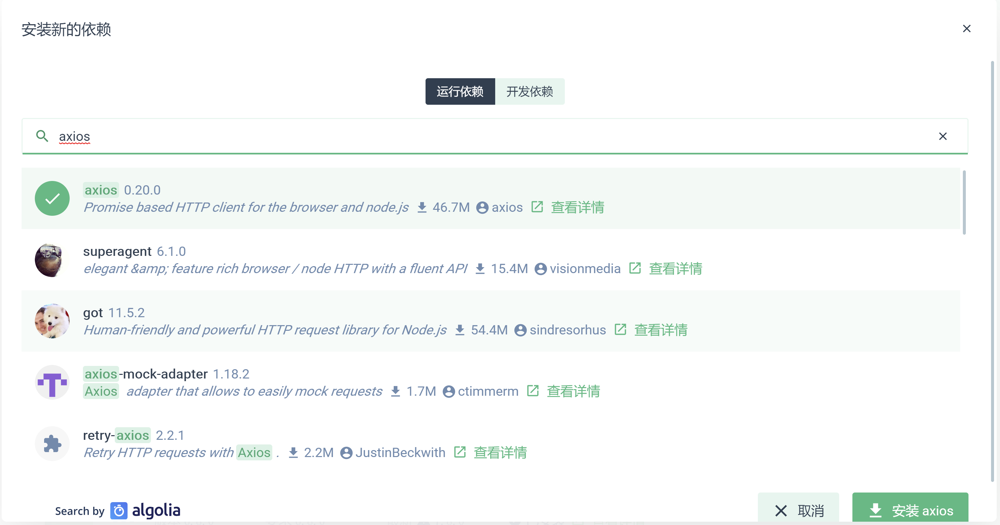 安装新的依赖
运行依赖 开发依赖
axios
axios 0.20.0
Promise based HTTP client for the browser and node.js 46.7M axios 查看详情
superagent 6.1.0
elegant &amp; feature rich browser / node HTTP with a fluent API 15.4M visionmedia 查看详情
got 11.5.2
Human-friendly and powerful HTTP request library for Node.js 54.4M sindresorhus 查看详情
axios-mock-adapter 1.18.2
Axios adapter that allows to easily mock requests 1.7M ctimmerm 查看详情
retry-axios 2.2.1
Retry HTTP requests with Axios . 2.2M JustinBeckwith 查看详情
Search by algolia 取消 安装 axios